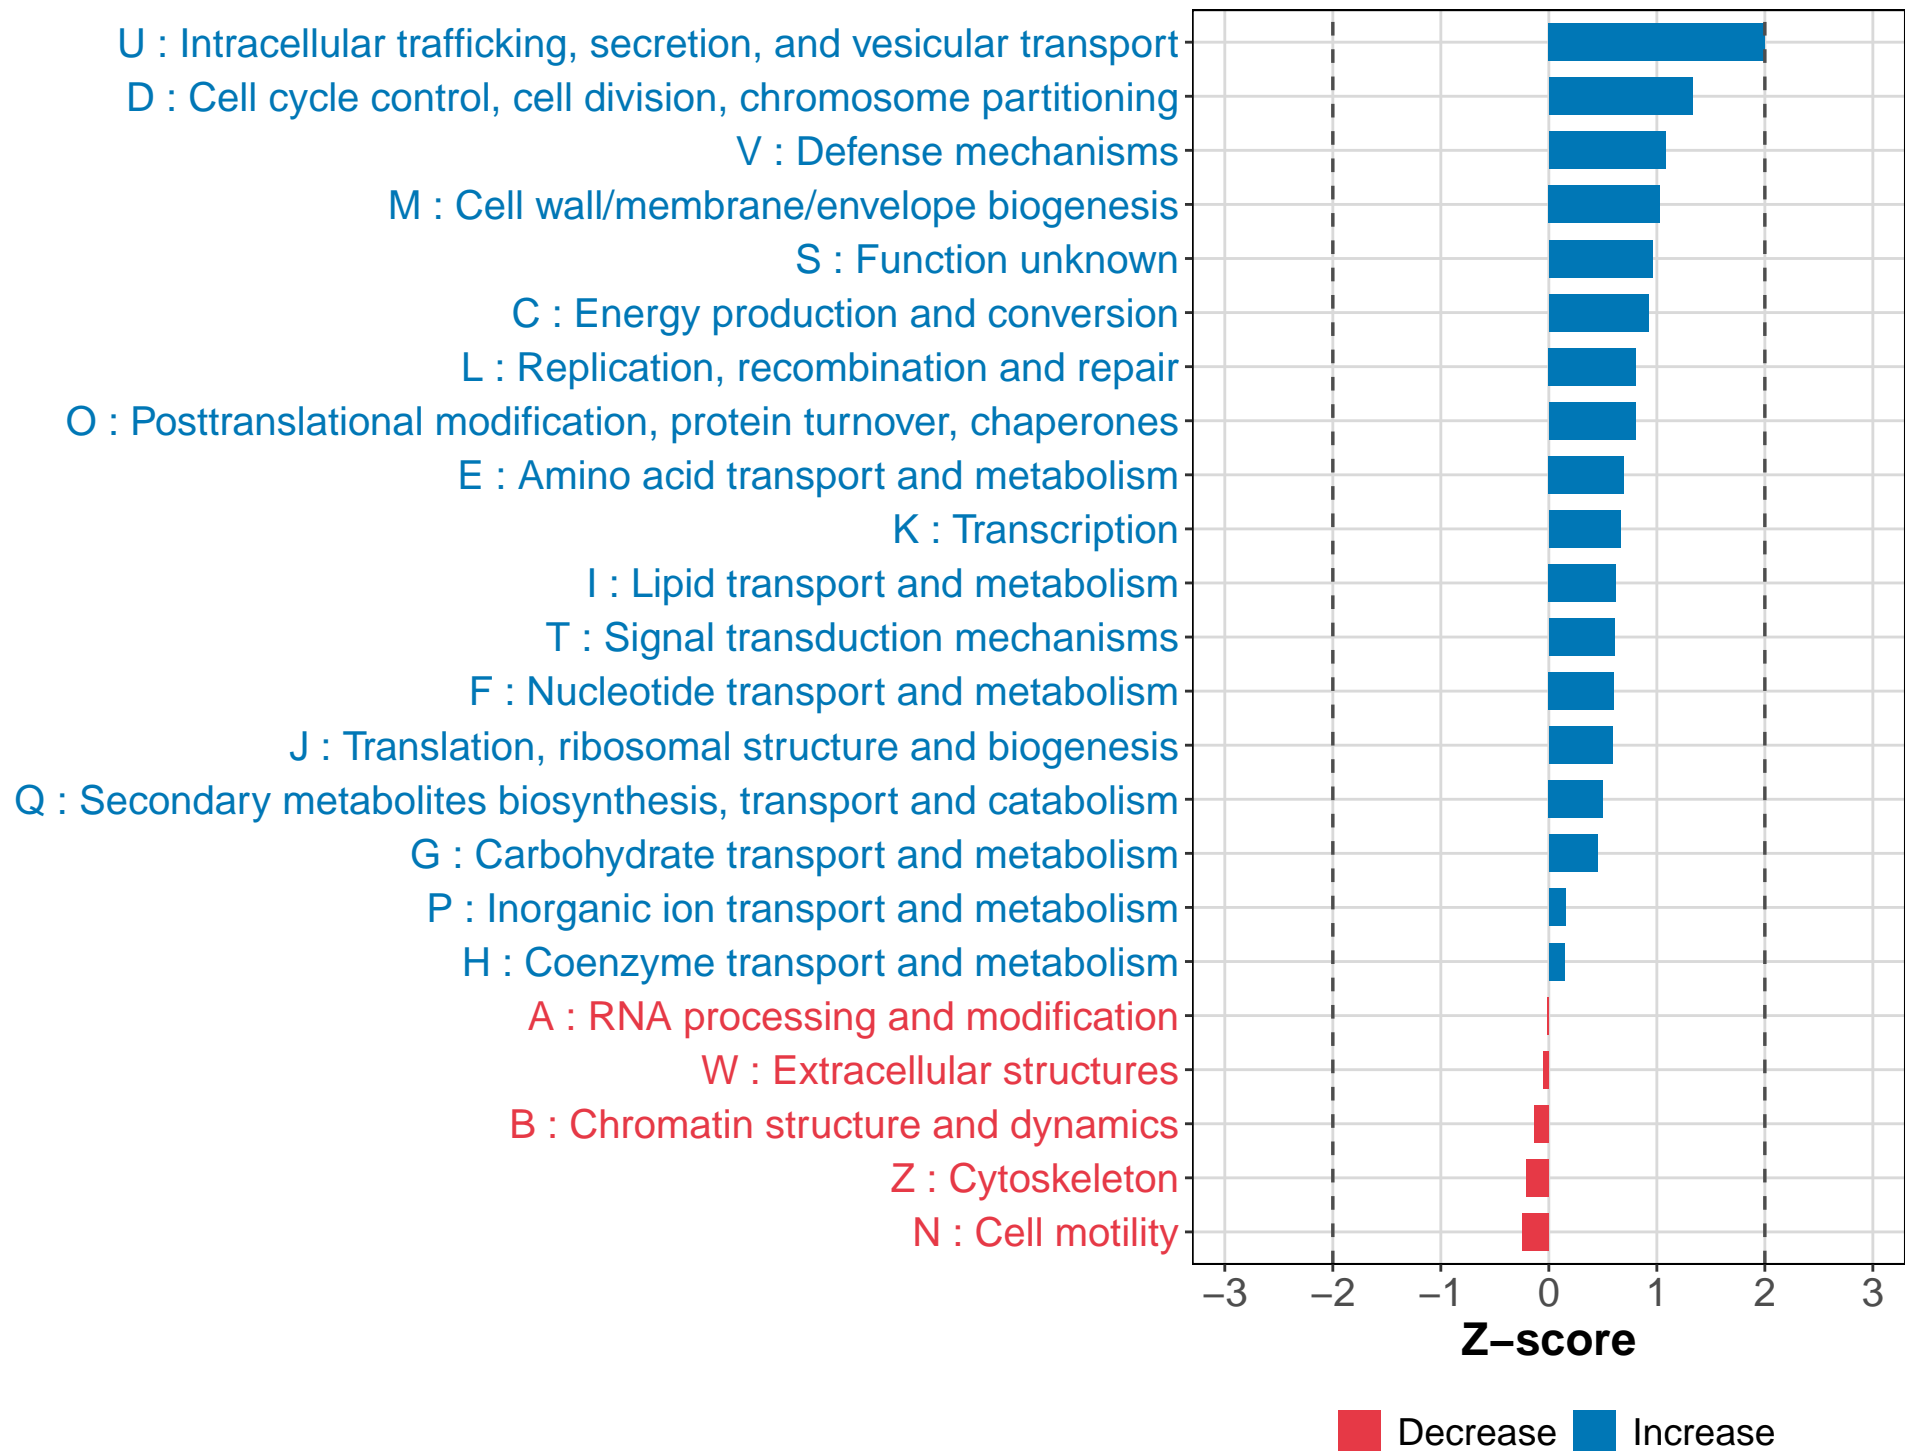 U : Intracellular trafficking, secretion, and vesicular transport
D : Cell cycle control, cell division, chromosome partitioning
V : Defense mechanisms
M : Cell wall/membrane/envelope biogenesis
S : Function unknown
C : Energy production and conversion
L : Replication, recombination and repair
O : Posttranslational modification, protein turnover, chaperones
E : Amino acid transport and metabolism
K : Transcription
I : Lipid transport and metabolism
T : Signal transduction mechanisms
F : Nucleotide transport and metabolism
J : Translation, ribosomal structure and biogenesis
Q : Secondary metabolites biosynthesis, transport and catabolism
G : Carbohydrate transport and metabolism
P : Inorganic ion transport and metabolism
H : Coenzyme transport and metabolism
A : RNA processing and modification
W : Extracellular structures
B : Chromatin structure and dynamics
Z : Cytoskeleton
N : Cell motility
−3 −2 −1 0 1 2 3
Z−score
Decrease Increase